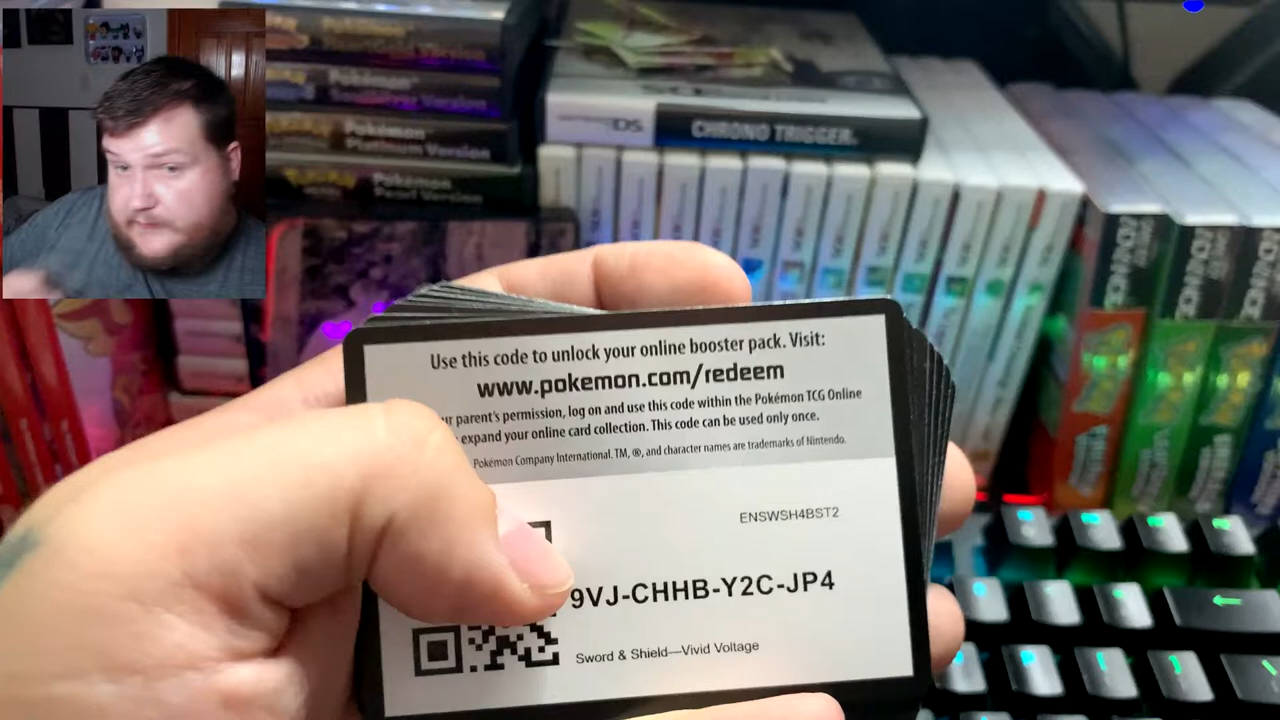 Pokémon
Pokémon
Pokémon
Platinum Version
Pokémon
Pearl Version
DS
CHRONO TRIGGER
Use this code to unlock your online booster pack. Visit:
www.pokemon.com/redeem
parent's permission, log on and use this code within the Pokémon TCG Online
expand your online card collection. This code can be used only once.
Pokémon Company International. TM, ®, and character names are trademarks of Nintendo.
ENSWSH4BST2
9VJ-CHHB-Y2C-JP4
Sword & Shield—Vivid Voltage